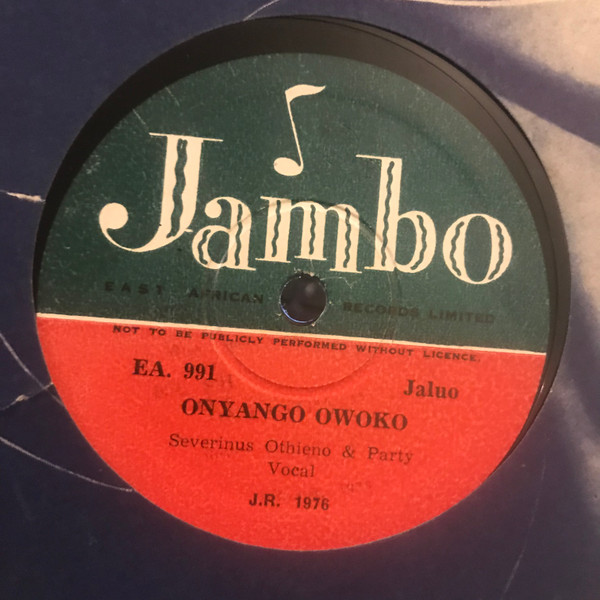 Jambo
EAST AFRICAN RECORDS LIMITED
NOT TO BE PUBLICLY PERFORMED WITHOUT LICENCE.
EA. 991 Jaluo
ONYANGO OWOKO
Severinus Othieno & Party
Vocal
J.R. 1976